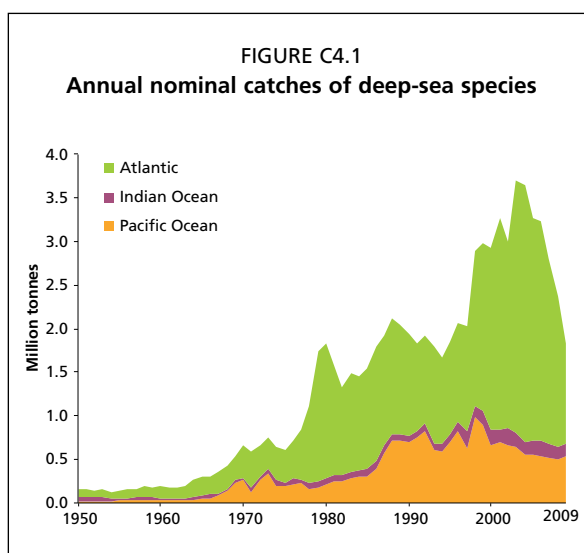 FIGURE C4.1
Annual nominal catches of deep-sea species
4.0
Atlantic
3.5
Indian Ocean
Pacific Ocean
3.0
2.5
2.0
1.5
1.0
0.5
0.0
Million tonnes
1950 1960 1970 1980 1990 2000 2009